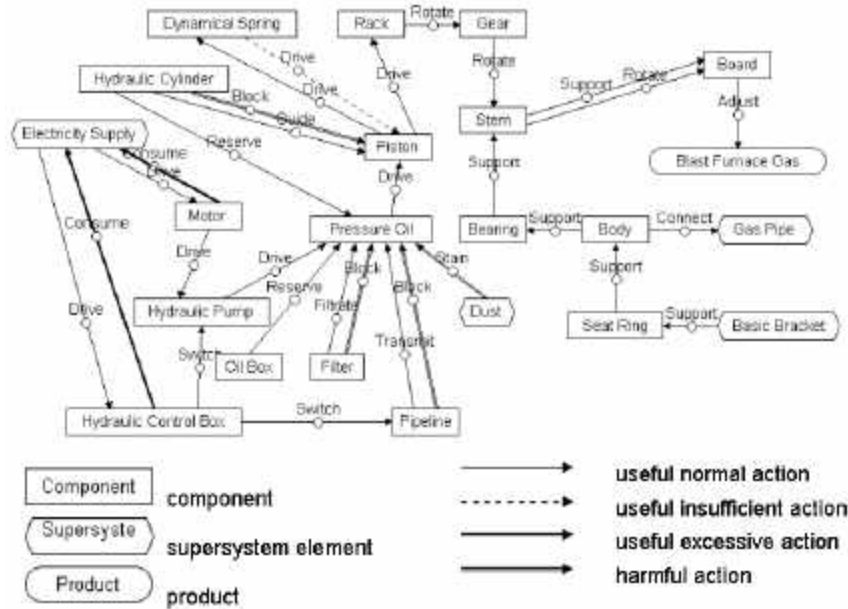 Dynamical Spring
Rack
Rotate
Gear
Drive
Drive
Drive
Rotate
Board
Hydraulic Cylinder
Block
Guide
Support
Rotate
Adjust
Stem
Electricity Supply
Reserve
Piston
Blast Furnace Gas
Consume
Drive
Support
Drive
Consume
Motor
Pressure Oil
Bearing
Support
Body
Connect
Gas Pipe
Drive
Drive
Block
Stain
Support
Reserve
Drive
Hydraulic Pump
Filtrate
Block
Dust
Seat Ring
Support
Basic Bracket
Switch
Oil Box
Filter
Transmit
Hydraulic Control Box
Switch
Pipeline
Component
component
useful normal action
useful insufficient action
Supersyste
supersystem element
useful excessive action
harmful action
Product
product